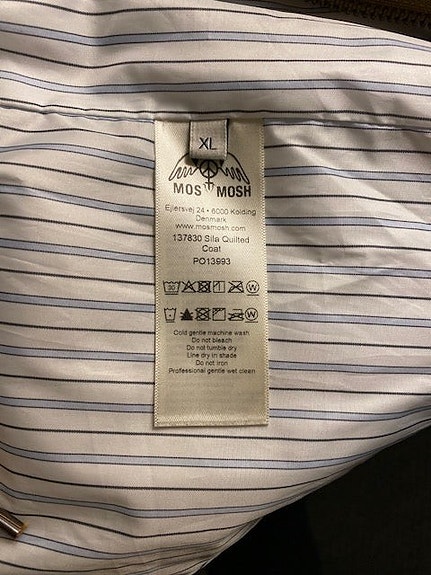 XL
MOS MOSH
Ejlersvej 24 • 6000 Kolding
Denmark
www.mosmosh.com
137830 Sila Quilted
Coat
PO13993
30 W
W
Cold gentle machine wash
Do not bleach
Do not tumble dry
Line dry in shade
Do not iron
Professional gentle wet clean